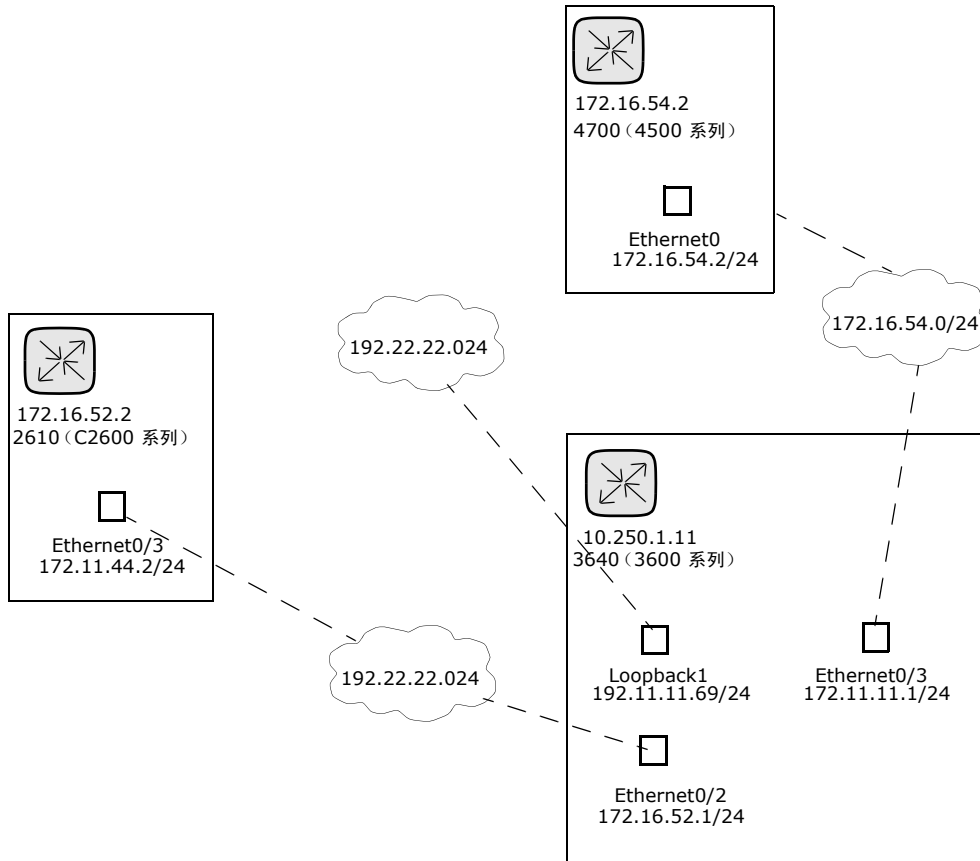 172.16.54.2
4700（4500 系列）
Ethernet0
172.16.54.2/24
172.16.54.0/24
192.22.22.024
172.16.52.2
2610（C2600 系列）
Ethernet0/3
172.11.44.2/24
192.22.22.024
10.250.1.11
3640（3600 系列）
Loopback1
192.11.11.69/24
Ethernet0/3
172.11.11.1/24
Ethernet0/2
172.16.52.1/24